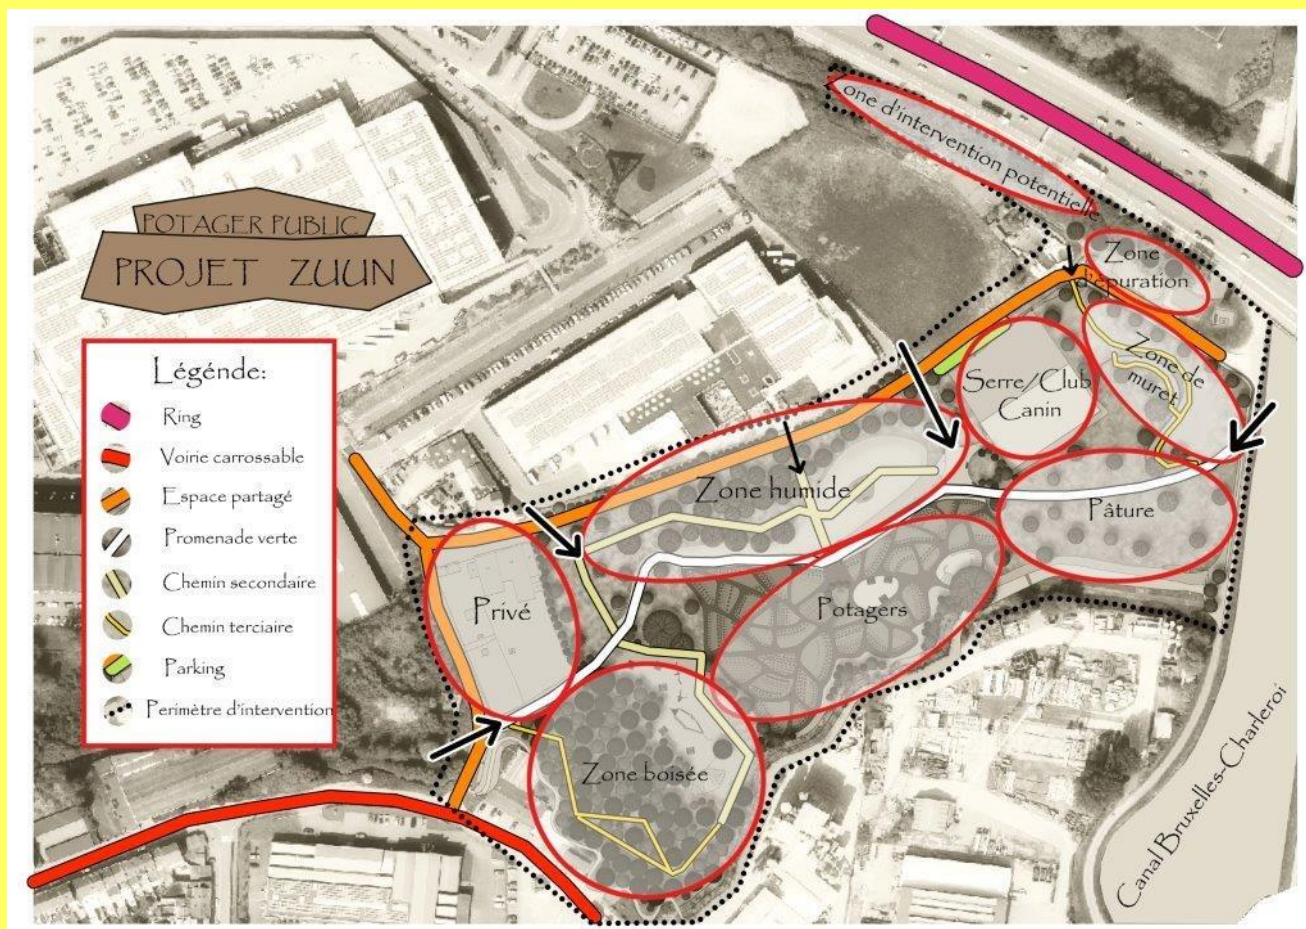 POTAGER PUBLIC
PROJET ZUUN
Légénde:
Ring
Voirie carrossable
Espace partagé
Promenade verte
Chemin secondaire
Chemin terciaire
Parking
Perimètre d'intervention
one d'intervention potentielle
Zone
d'épuration
Zone de
muret
Serre/Club
Canin
Zone humide
Pâture
Privé
Potagers
Zone boisée
Canal Bruxelles-Charleroi